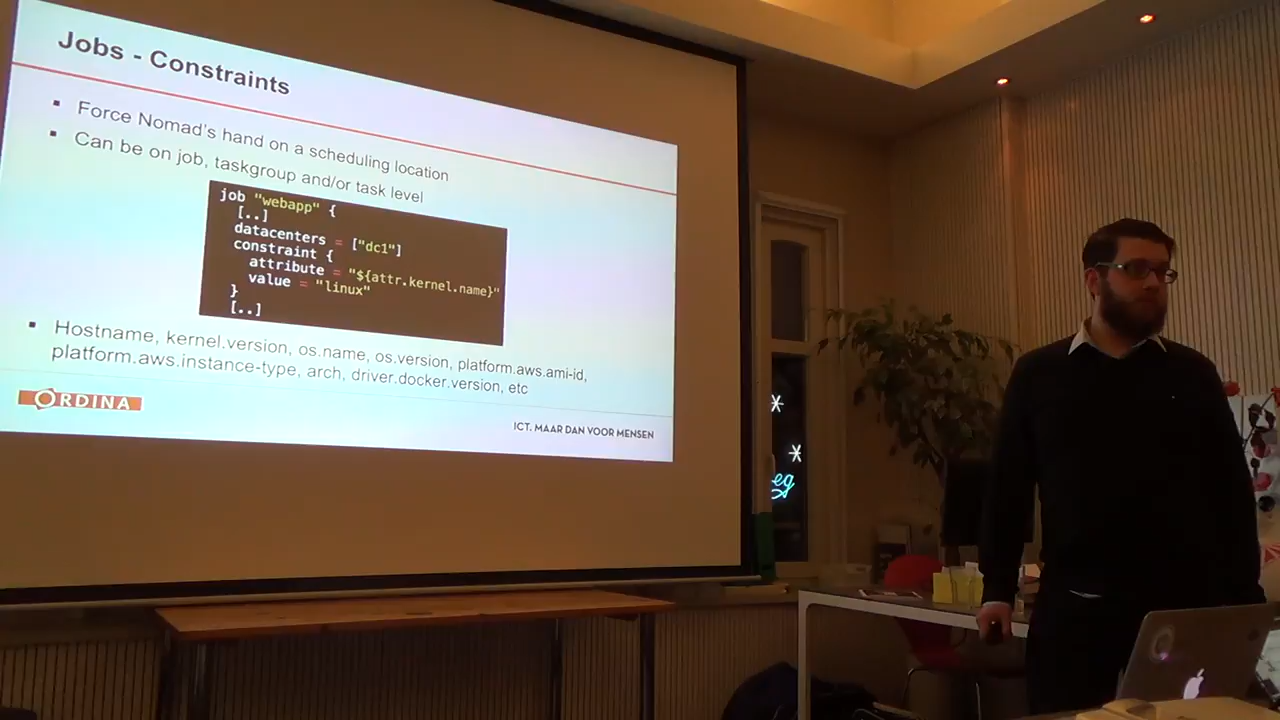 Jobs - Constraints
▪ Force Nomad's hand on a scheduling location
▪ Can be on job, taskgroup and/or task level
job "webapp" {
[..]
datacenters = ["dc1"]
constraint {
attribute = "${attr.kernel.name}"
value = "linux"
}
[..]
▪ Hostname, kernel.version, os.name, os.version, platform.aws.ami-id,
platform.aws.instance-type, arch, driver.docker.version, etc
ORDINA
ICT. MAAR DAN VOOR MENSEN
eg